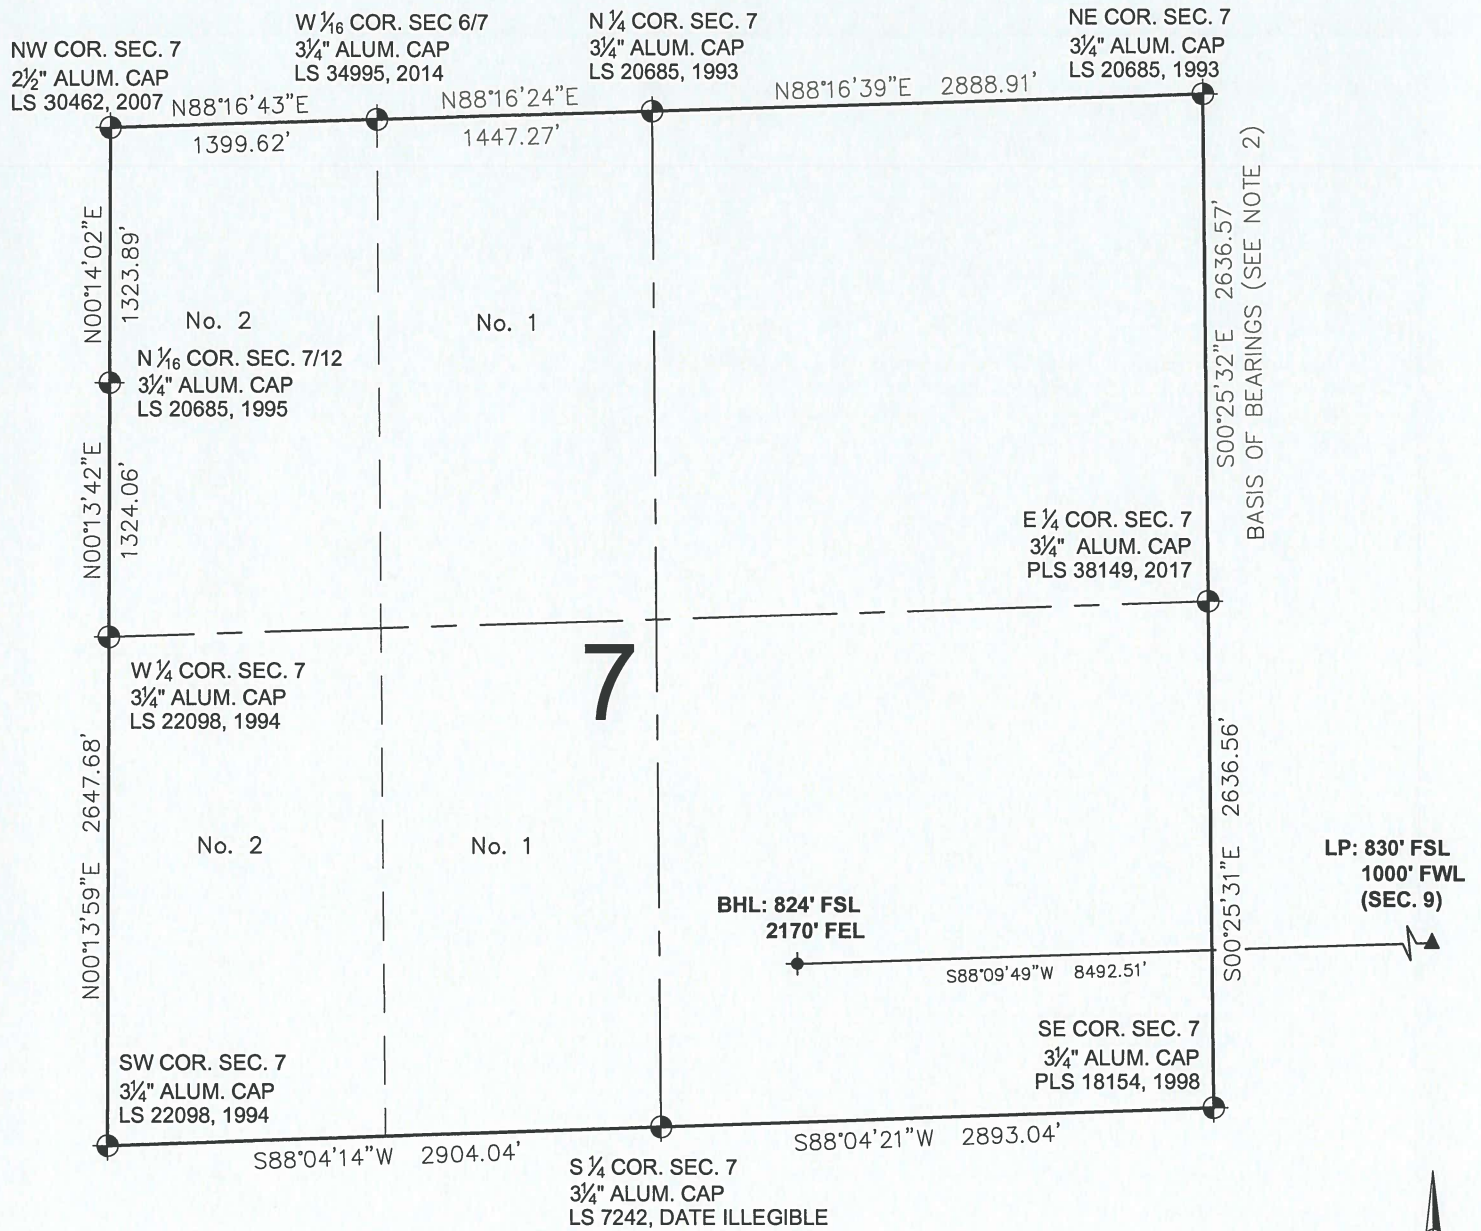 NW COR. SEC. 7
2½" ALUM. CAP
LS 30462, 2007
W 1⁄16 COR. SEC 6/7
3¼" ALUM. CAP
LS 34995, 2014
N ¼ COR. SEC. 7
3¼" ALUM. CAP
LS 20685, 1993
NE COR. SEC. 7
3¼" ALUM. CAP
LS 20685, 1993
N88°16'43"E
1399.62'
N88°16'24"E
1447.27'
N88°16'39"E 2888.91'
N00°14'02"E
1323.89'
No. 2
No. 1
S00°25'32"E 2636.57'
BASIS OF BEARINGS (SEE NOTE 2)
N 1⁄16 COR. SEC. 7/12
3¼" ALUM. CAP
LS 20685, 1995
N00°13'42"E
1324.06'
E ¼ COR. SEC. 7
3¼" ALUM. CAP
PLS 38149, 2017
7
W ¼ COR. SEC. 7
3¼" ALUM. CAP
LS 22098, 1994
N00°13'59"E 2647.68'
No. 2
No. 1
S00°25'31"E 2636.56'
LP: 830' FSL
1000' FWL
(SEC. 9)
BHL: 824' FSL
2170' FEL
S88°09'49"W 8492.51'
SE COR. SEC. 7
3¼" ALUM. CAP
PLS 18154, 1998
SW COR. SEC. 7
3¼" ALUM. CAP
LS 22098, 1994
S88°04'14"W 2904.04'
S88°04'21"W 2893.04'
S ¼ COR. SEC. 7
3¼" ALUM. CAP
LS 7242, DATE ILLEGIBLE